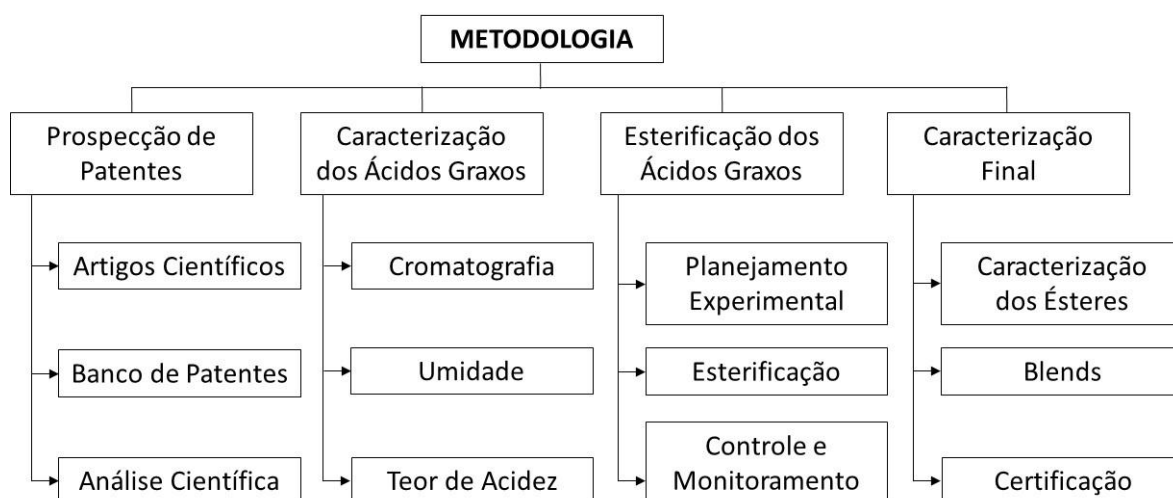 METODOLOGIA
Prospecção de
Patentes
Artigos Científicos
Banco de Patentes
Análise Científica
Caracterização
dos Ácidos Graxos
Cromatografia
Umidade
Teor de Acidez
Esterificação dos
Ácidos Graxos
Planejamento
Experimental
Esterificação
Controle e
Monitoramento
Caracterização
Final
Caracterização
dos Ésteres
Blends
Certificação